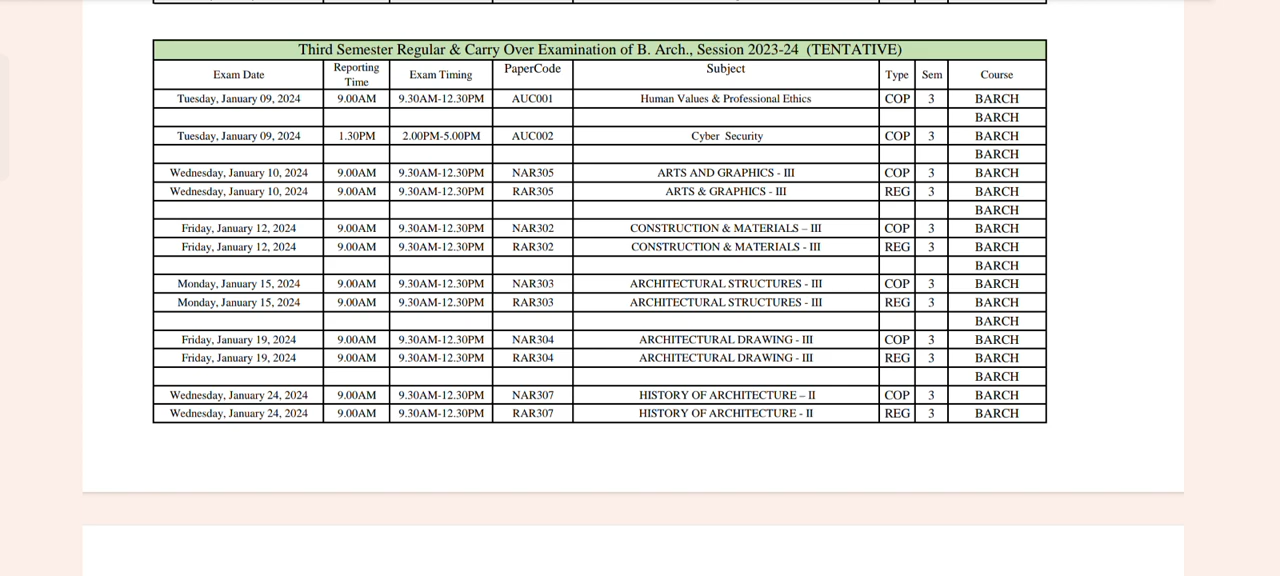 Third Semester Regular & Carry Over Examination of B. Arch., Session 2023-24 (TENTATIVE)
Exam Date Reporting Time Exam Timing PaperCode Subject Type Sem Course
Tuesday, January 09, 2024 9.00AM 9.30AM-12.30PM AUC001 Human Values & Professional Ethics COP 3 BARCH
BARCH
Tuesday, January 09, 2024 1.30PM 2.00PM-5.00PM AUC002 Cyber Security COP 3 BARCH
BARCH
Wednesday, January 10, 2024 9.00AM 9.30AM-12.30PM NAR305 ARTS AND GRAPHICS - III COP 3 BARCH
Wednesday, January 10, 2024 9.00AM 9.30AM-12.30PM RAR305 ARTS & GRAPHICS - III REG 3 BARCH
BARCH
Friday, January 12, 2024 9.00AM 9.30AM-12.30PM NAR302 CONSTRUCTION & MATERIALS – III COP 3 BARCH
Friday, January 12, 2024 9.00AM 9.30AM-12.30PM RAR302 CONSTRUCTION & MATERIALS - III REG 3 BARCH
BARCH
Monday, January 15, 2024 9.00AM 9.30AM-12.30PM NAR303 ARCHITECTURAL STRUCTURES - III COP 3 BARCH
Monday, January 15, 2024 9.00AM 9.30AM-12.30PM RAR303 ARCHITECTURAL STRUCTURES - III REG 3 BARCH
BARCH
Friday, January 19, 2024 9.00AM 9.30AM-12.30PM NAR304 ARCHITECTURAL DRAWING - III COP 3 BARCH
Friday, January 19, 2024 9.00AM 9.30AM-12.30PM RAR304 ARCHITECTURAL DRAWING - III REG 3 BARCH
BARCH
Wednesday, January 24, 2024 9.00AM 9.30AM-12.30PM NAR307 HISTORY OF ARCHITECTURE – II COP 3 BARCH
Wednesday, January 24, 2024 9.00AM 9.30AM-12.30PM RAR307 HISTORY OF ARCHITECTURE - II REG 3 BARCH